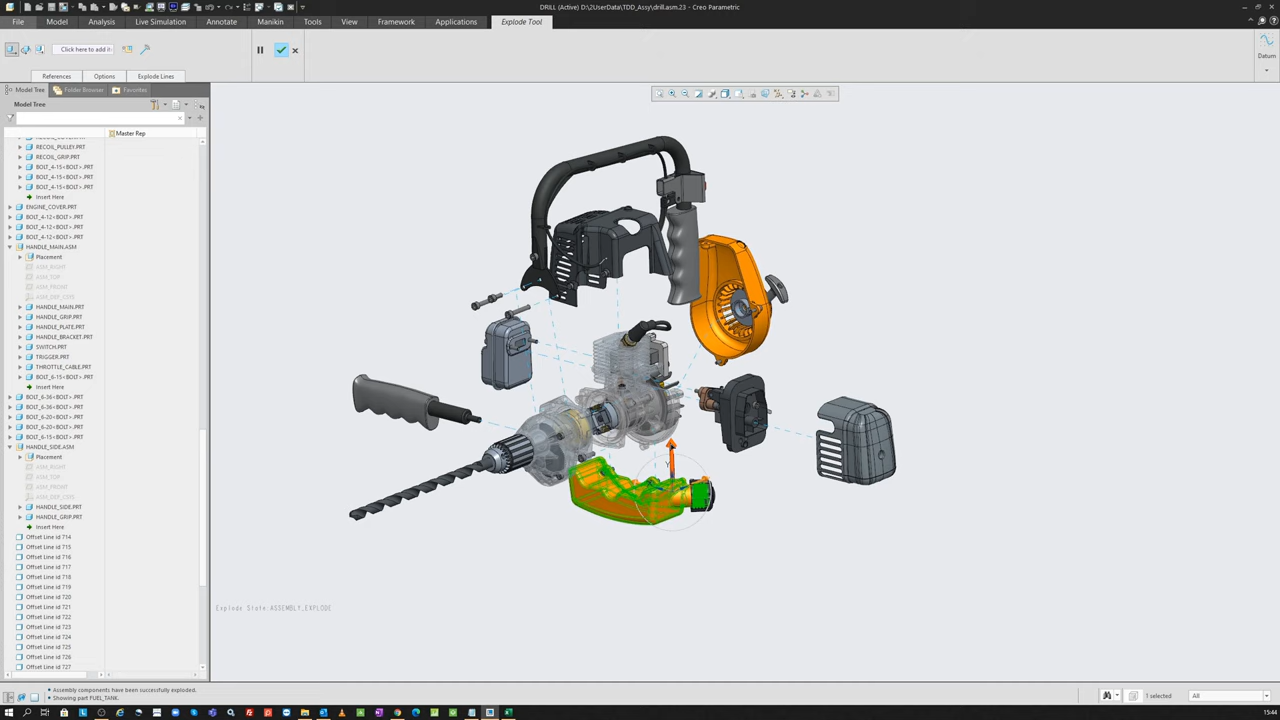 DRILL (Active) D:\2UserData\TDD_Assy\drill.asm.23 - Creo Parametric
File Model Analysis Live Simulation Annotate Manikin Tools View Framework Applications Explode Tool
Click here to add it
Datum
References Options Explode Lines
Model Tree Folder Browser Favorites
Model Tree
Master Rep
RECOIL_PULLEY.PRT
RECOIL_GRIP.PRT
BOLT_4-15<BOLT>.PRT
BOLT_4-15<BOLT>.PRT
BOLT_4-15<BOLT>.PRT
Insert Here
ENGINE_COVER.PRT
BOLT_4-12<BOLT>.PRT
BOLT_4-12<BOLT>.PRT
BOLT_4-12<BOLT>.PRT
HANDLE_MAIN.ASM
Placement
ASM_RIGHT
ASM_TOP
ASM_FRONT
ASM_DEF_CSYS
HANDLE_MAIN.PRT
HANDLE_GRIP.PRT
HANDLE_PLATE.PRT
HANDLE_BRACKET.PRT
SWITCH.PRT
TRIGGER.PRT
THROTTLE_CABLE.PRT
BOLT_6-15<BOLT>.PRT
Insert Here
BOLT_6-36<BOLT>.PRT
BOLT_6-36<BOLT>.PRT
BOLT_6-20<BOLT>.PRT
BOLT_6-20<BOLT>.PRT
BOLT_6-15<BOLT>.PRT
HANDLE_SIDE.ASM
Placement
ASM_RIGHT
ASM_TOP
ASM_FRONT
ASM_DEF_CSYS
HANDLE_SIDE.PRT
HANDLE_GRIP.PRT
Insert Here
Offset Line id 714
Offset Line id 715
Offset Line id 716
Offset Line id 717
Offset Line id 718
Offset Line id 719
Offset Line id 720
Offset Line id 721
Offset Line id 722
Offset Line id 723
Offset Line id 724
Offset Line id 725
Offset Line id 726
Offset Line id 727
Y
Explode State:ASSEMBLY_EXPLODE
• Assembly components have been successfully exploded.
• Showing part FUEL_TANK.
1 selected
All
15:44